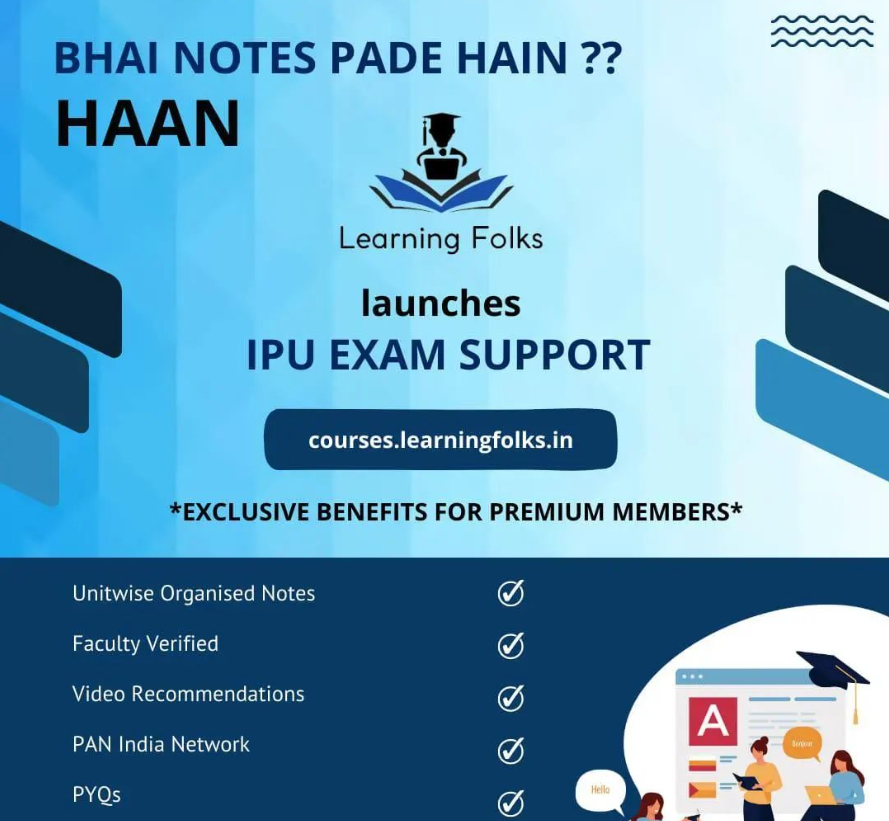 BHAI NOTES PADE HAIN ??
HAAN
Learning Folks
launches
IPU EXAM SUPPORT
courses.learningfolks.in
*EXCLUSIVE BENEFITS FOR PREMIUM MEMBERS*
Unitwise Organised Notes
Faculty Verified
Video Recommendations
PAN India Network
PYQs
A
Bonjour
Hello